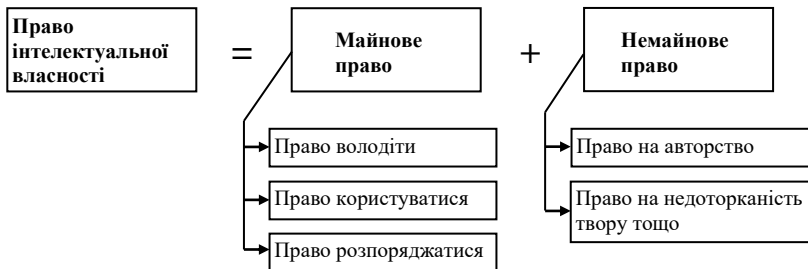 Право
інтелектуальної
власності
=
Майнове
право
+
Немайнове
право
Право володіти
Право користуватися
Право розпоряджатися
Право на авторство
Право на недоторканість
твору тощо